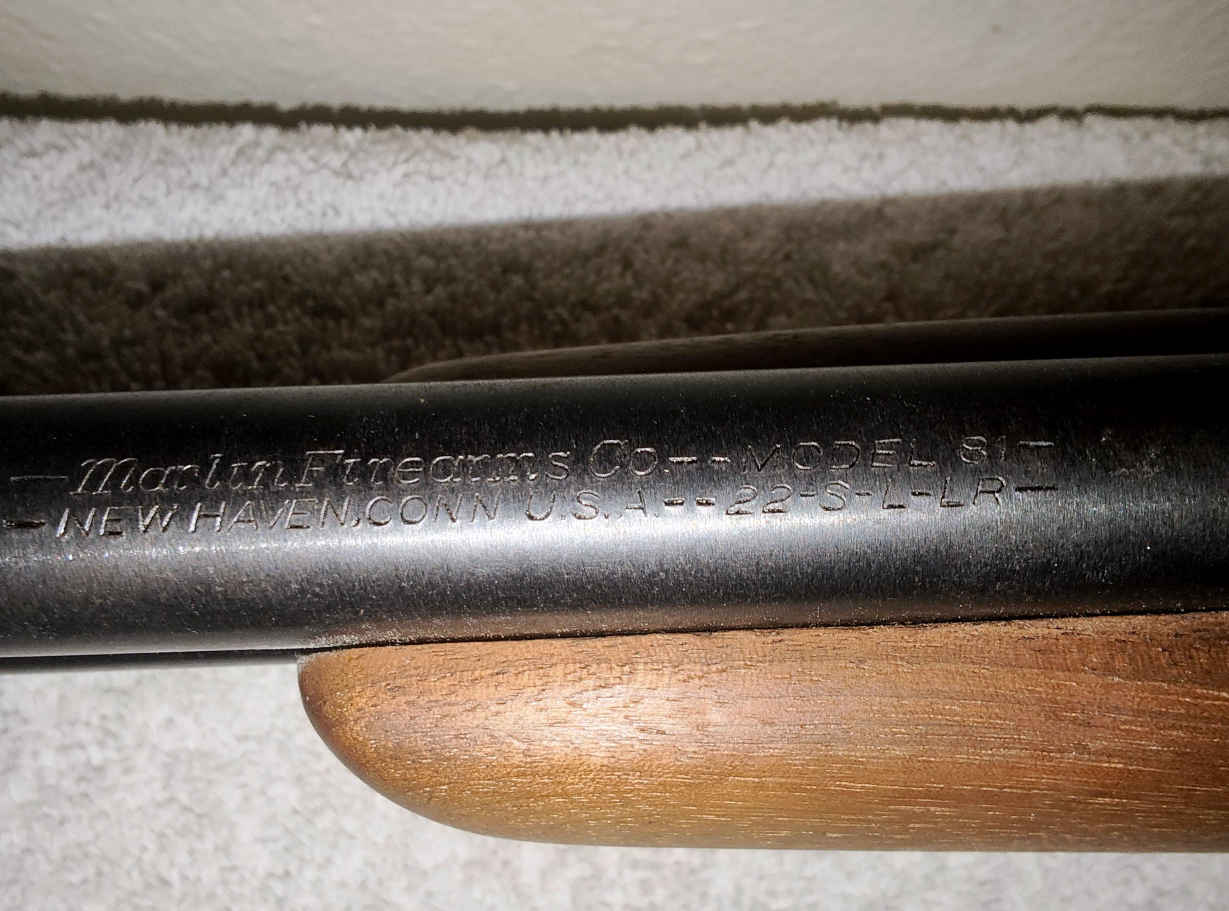 —Marlin Firearms Co.--MODEL 81—
-NEW HAVEN, CONN U.S.A--22-S-L-LR—